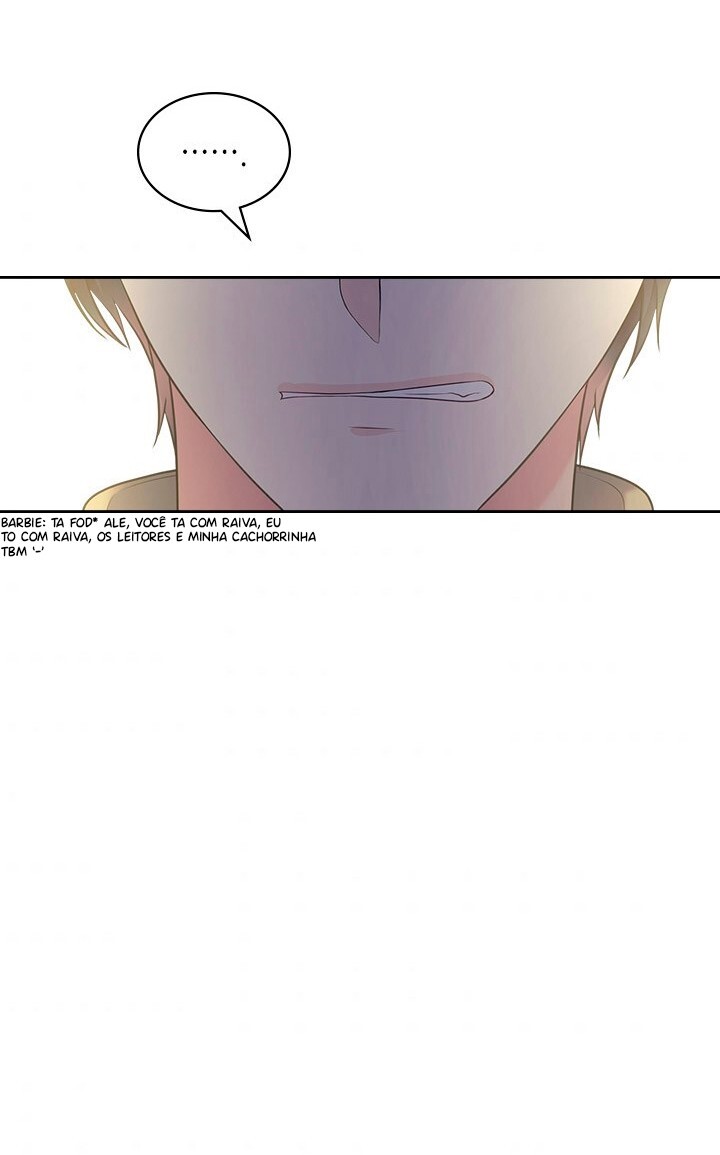 .......
BARBIE: TA FOD* ALE, VOCÊ TA COM RAIVA, EU
TO COM RAIVA, OS LEITORES E MINHA CACHORRINHA
TBM '-'